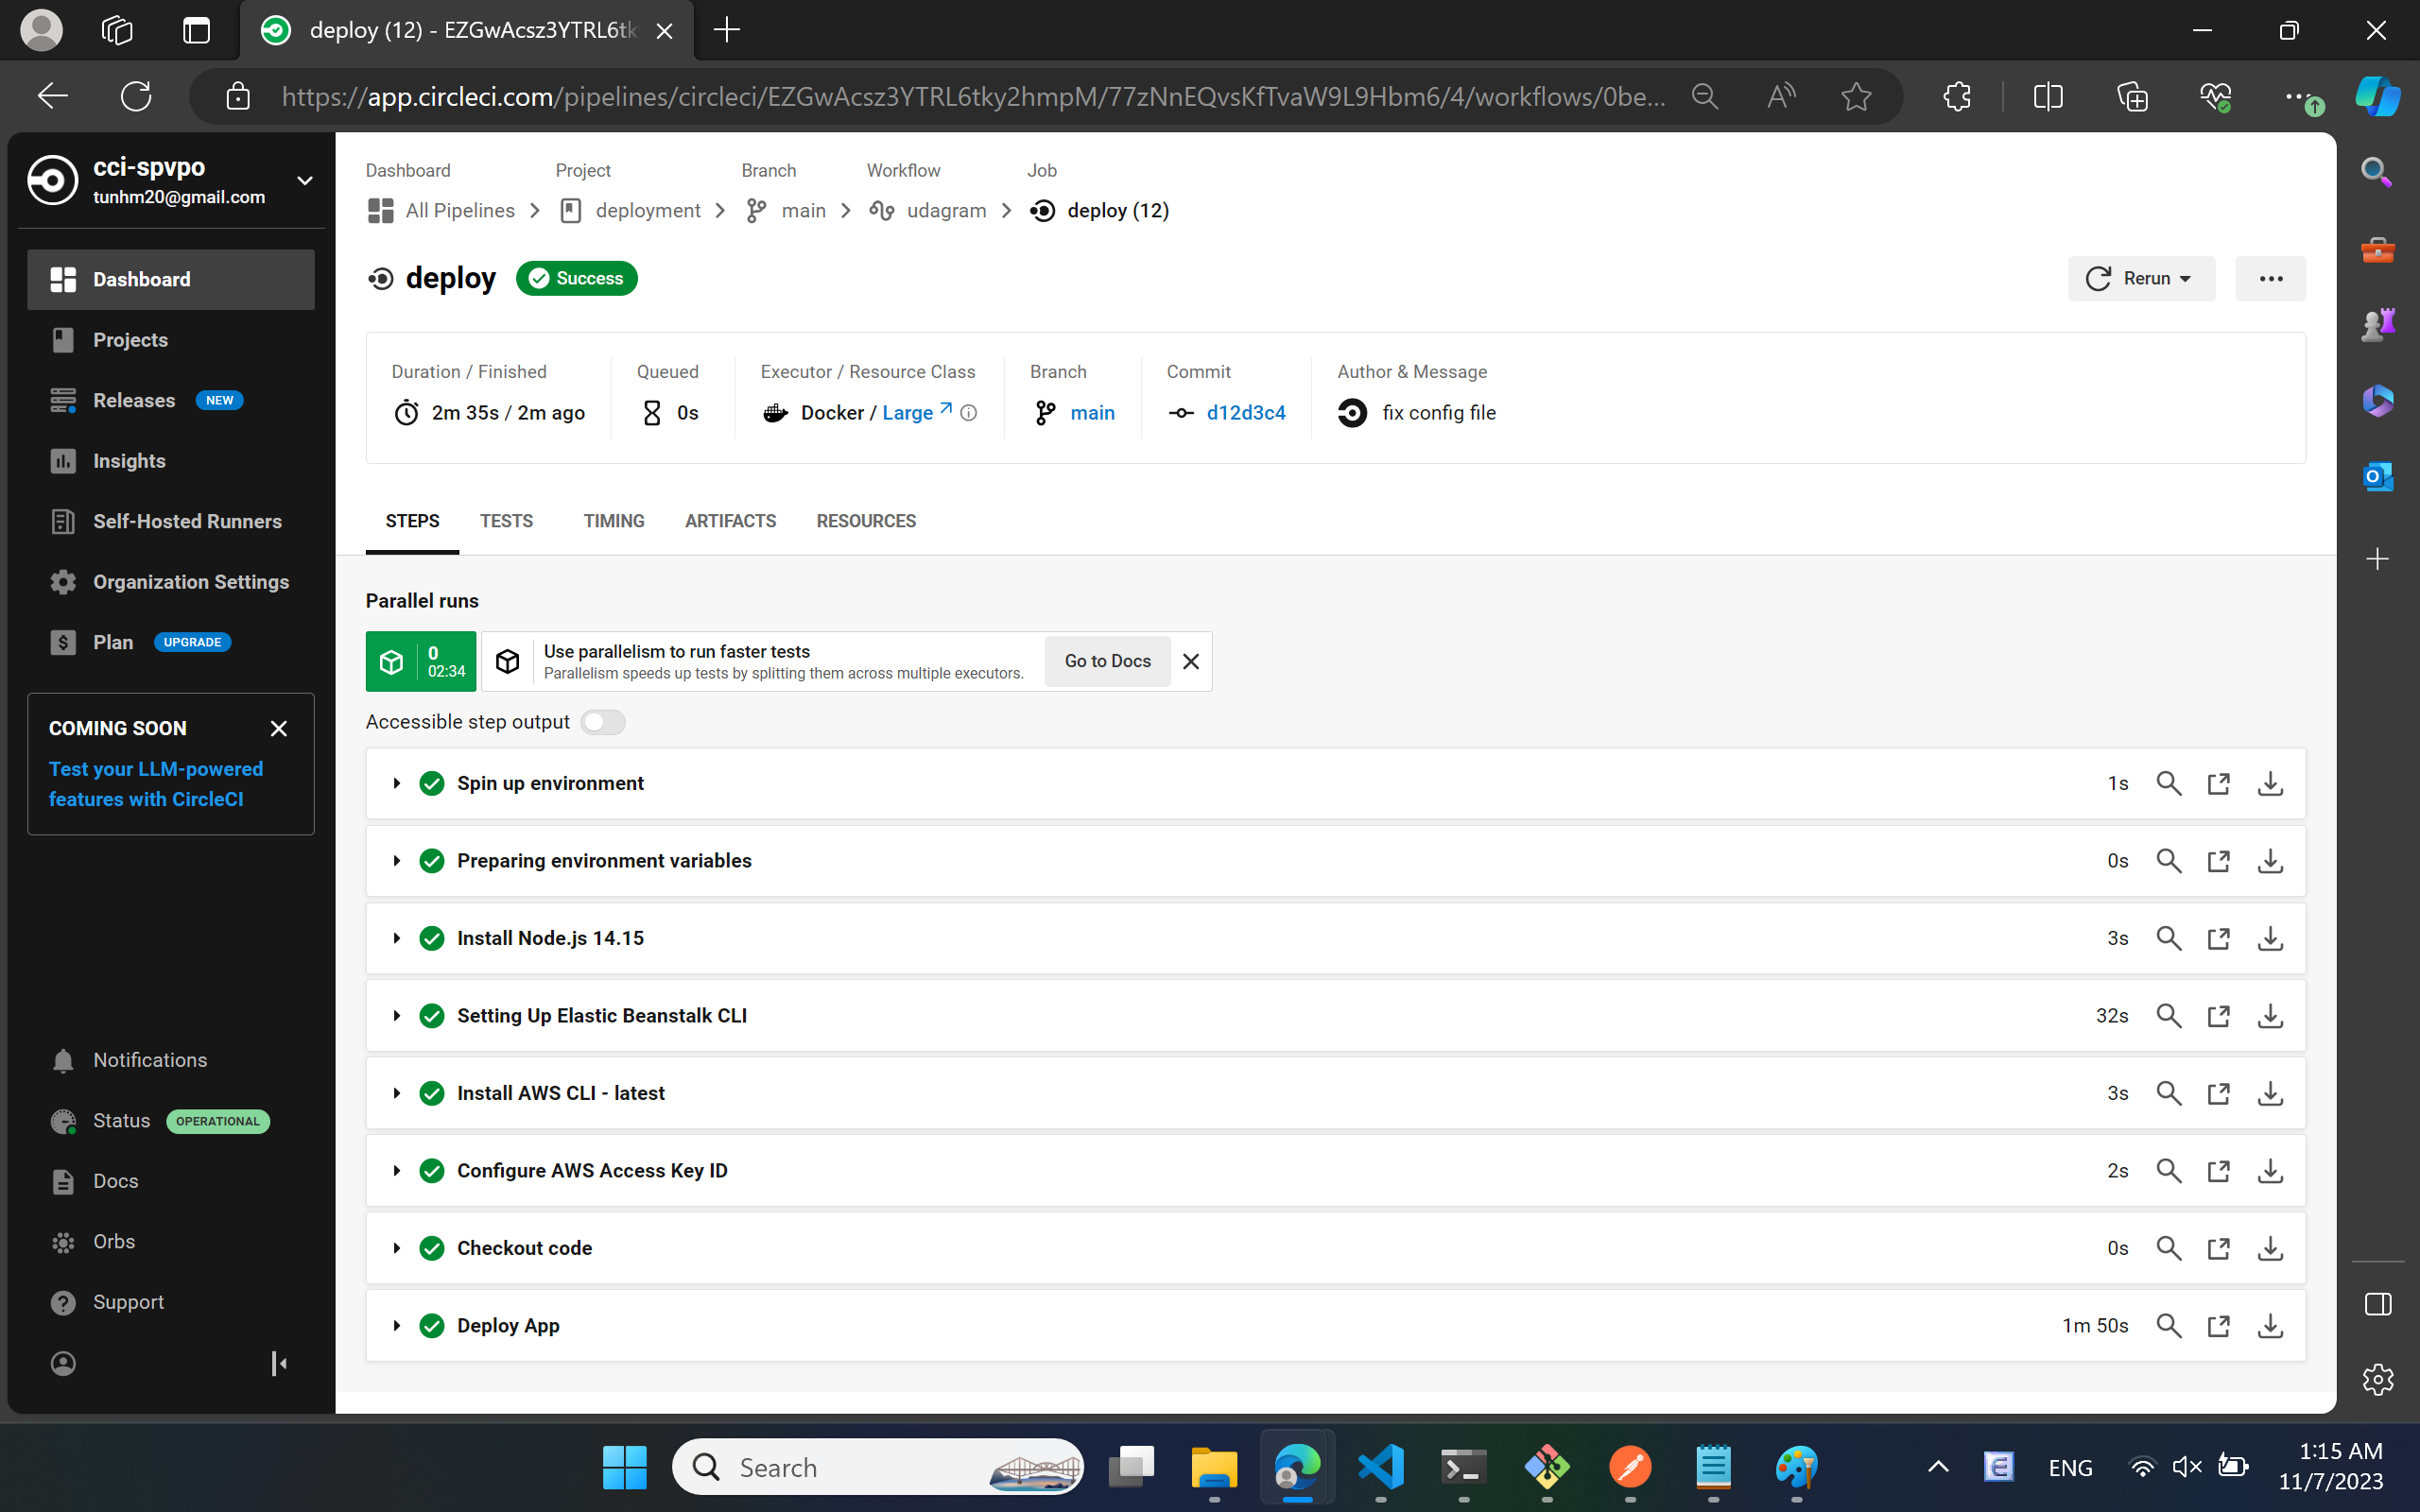 deploy (12) - EZGwAcsz3YTRL6tk
https://app.circleci.com/pipelines/circleci/EZGwAcsz3YTRL6tky2hmpM/77zNnEQvsKfTvaW9L9Hbm6/4/workflows/0be...
cci-spvpo
tunhm20@gmail.com
Dashboard
Projects
Releases NEW
Insights
Self-Hosted Runners
Organization Settings
Plan UPGRADE
COMING SOON
Test your LLM-powered
features with CircleCI
Notifications
Status OPERATIONAL
Docs
Orbs
Support
Dashboard Project Branch Workflow Job
All Pipelines deployment main udagram deploy (12)
deploy Success
Rerun
Duration / Finished Queued Executor / Resource Class Branch Commit Author & Message
2m 35s / 2m ago 0s Docker / Large main d12d3c4 fix config file
STEPS TESTS TIMING ARTIFACTS RESOURCES
Parallel runs
0
02:34
Use parallelism to run faster tests
Parallelism speeds up tests by splitting them across multiple executors.
Go to Docs
Accessible step output
Spin up environment 1s
Preparing environment variables 0s
Install Node.js 14.15 3s
Setting Up Elastic Beanstalk CLI 32s
Install AWS CLI - latest 3s
Configure AWS Access Key ID 2s
Checkout code 0s
Deploy App 1m 50s
Search
ENG
1:15 AM
11/7/2023